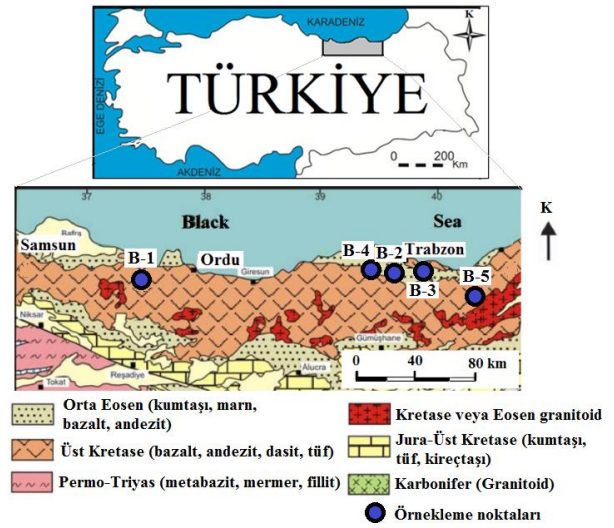 KARADENİZ
K
EGE DENİZİ
TÜRKİYE
0 200
Km
AKDENİZ
37 38 39 40
Bafra
Black Sea
K
Samsun
B-1
Ordu
Giresun
B-4
B-2
Trabzon
B-3
B-5
Niksar
Gümüşhane
0 40 80 km
Tokat
Reşadiye
Alucra
Orta Eosen (kumtaşı, marn,
bazalt, andezit)
Üst Kretase (bazalt, andezit, dasit, tüf)
Permo-Triyas (metabazit, mermer, fillit)
Kretase veya Eosen granitoid
Jura-Üst Kretase (kumtaşı,
tüf, kireçtaşı)
Karbonifer (Granitoid)
Örnekleme noktaları